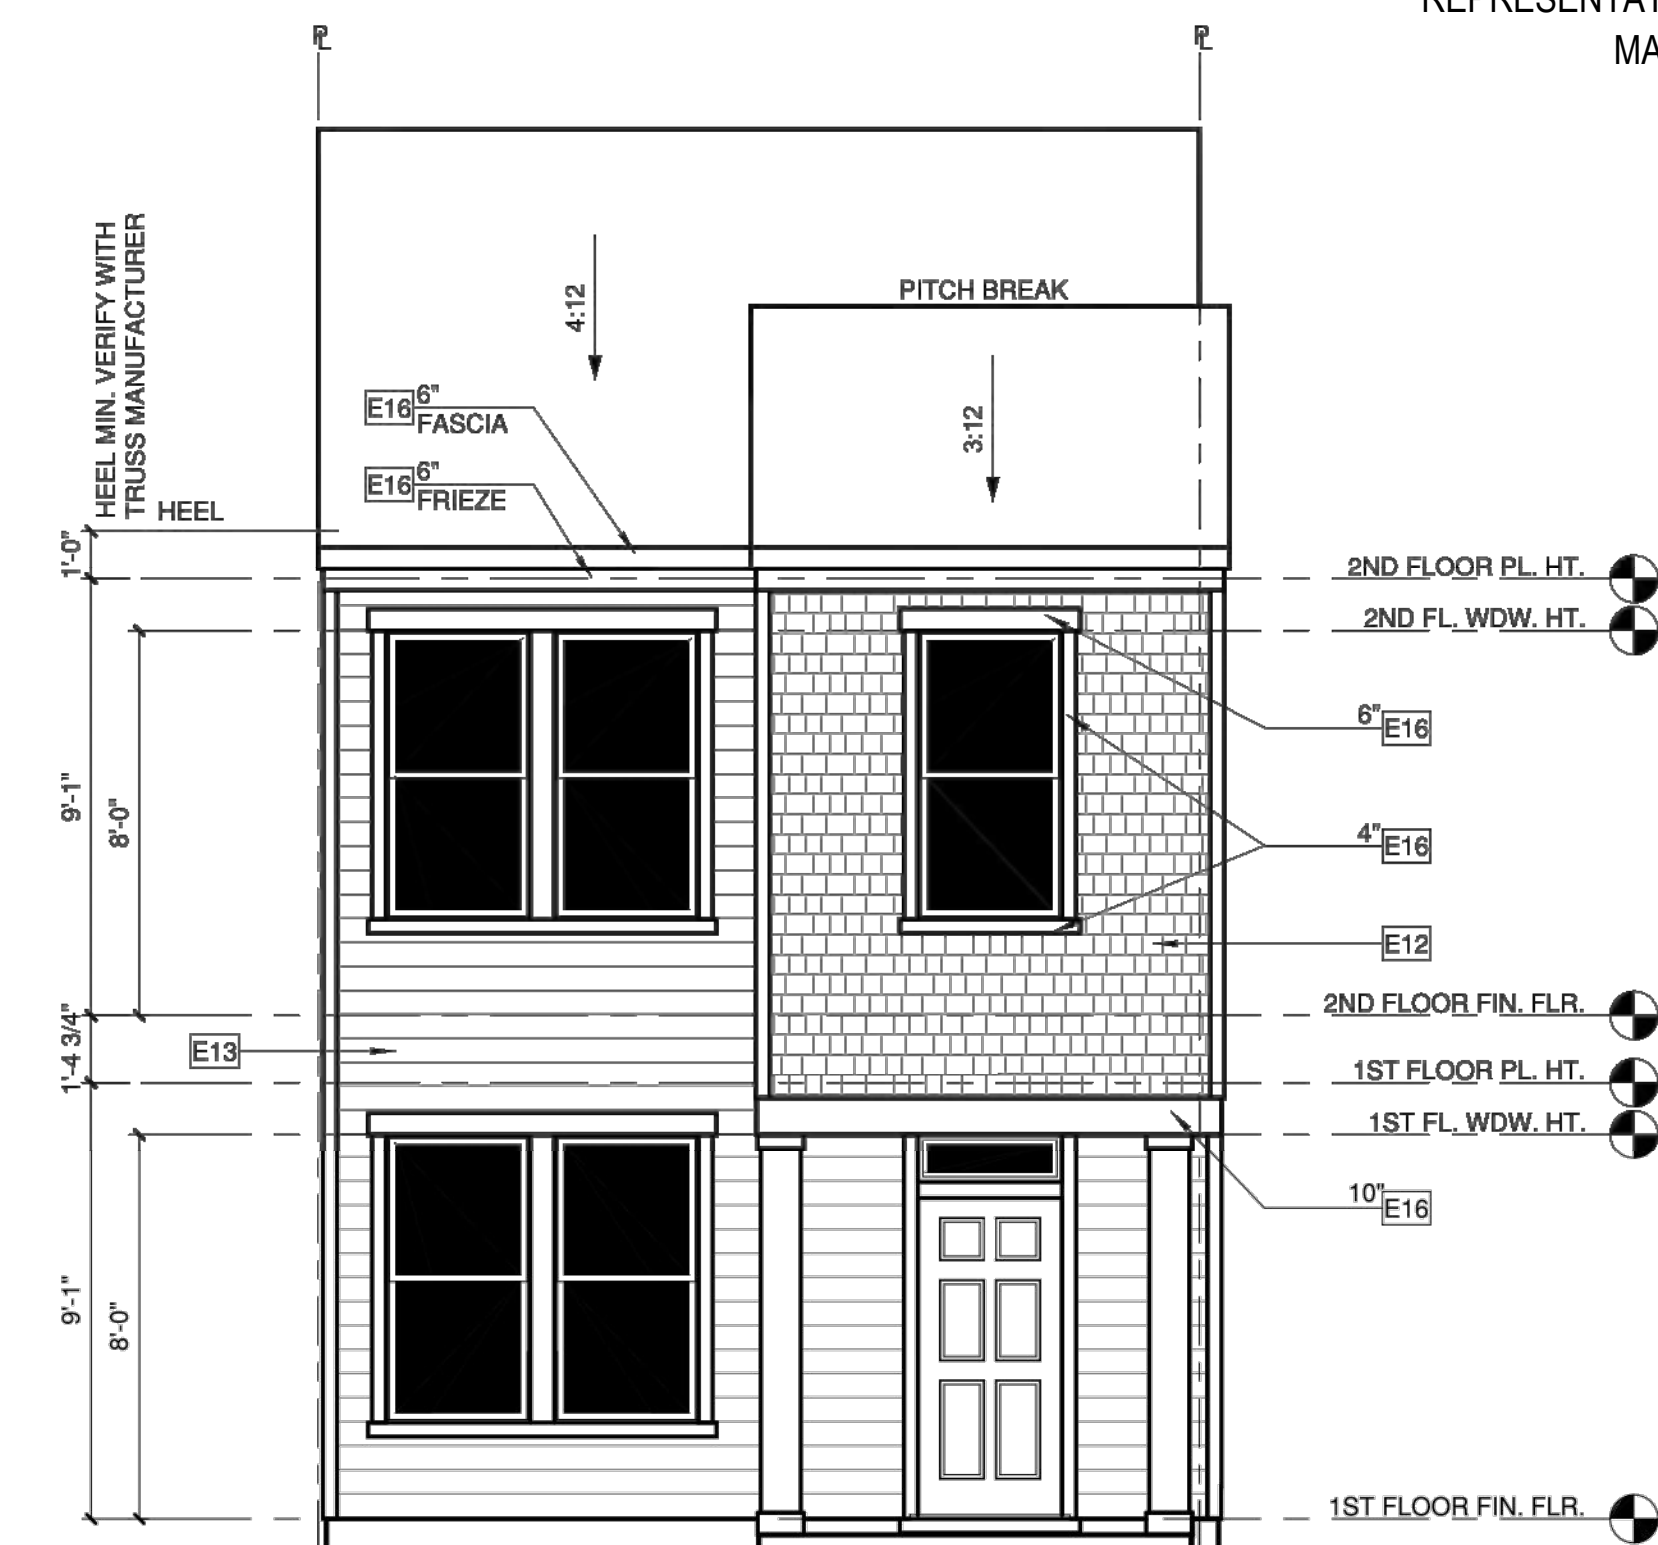 REPRESENTAT
MA
PL
PL
HEEL MIN. VERIFY WITH
TRUSS MANUFACTURER
HEEL
4:12
PITCH BREAK
3:12
E16 6"
FASCIA
E16 6"
FRIEZE
1'-0"
2ND FLOOR PL. HT.
2ND FL. WDW. HT.
6" E16
9'-1"
8'-0"
4" E16
E12
2ND FLOOR FIN. FLR.
1'-4 3/4"
E13
1ST FLOOR PL. HT.
1ST FL. WDW. HT.
10" E16
9'-1"
8'-0"
1ST FLOOR FIN. FLR.